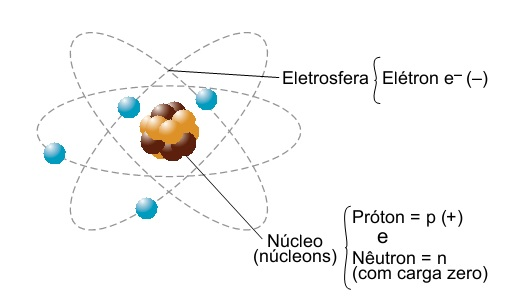 Eletrosfera Elétron e– (–)
Próton = p (+)
e
Núcleo
(núcleons)
Nêutron = n
(com carga zero)